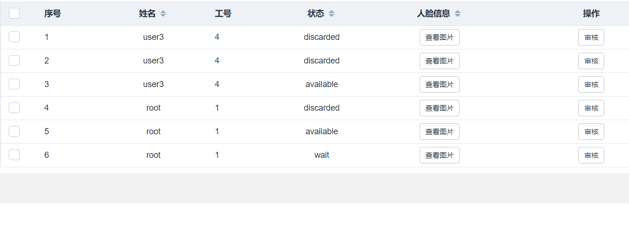 序号 姓名 工号 状态 人脸信息 操作
1 user3 4 discarded 查看图片 审核
2 user3 4 discarded 查看图片 审核
3 user3 4 available 查看图片 审核
4 root 1 discarded 查看图片 审核
5 root 1 available 查看图片 审核
6 root 1 wait 查看图片 审核